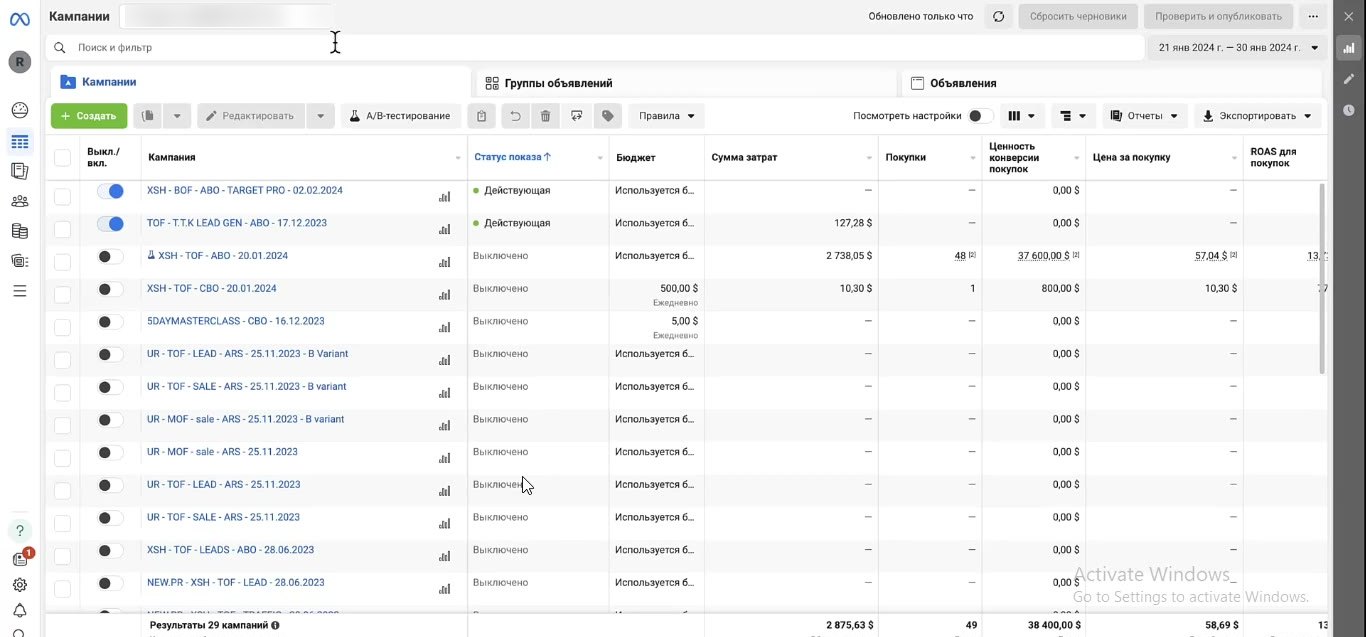 Кампании
Обновлено только что
Сбросить черновики
Проверить и опубликовать
R
Поиск и фильтр
21 янв 2024 г. — 30 янв 2024 г.
Кампании
Группы объявлений
Объявления
+ Создать
Редактировать
A/B-тестирование
Правила
Посмотреть настройки
Отчеты
Экспортировать
Выкл./
вкл.
Кампания
Статус показа↑
Бюджет
Сумма затрат
Покупки
Ценность
конверсии
покупок
Цена за покупку
ROAS для
покупок
XSH - BOF - ABO - TARGET PRO - 02.02.2024 Действующая Используется б... — — 0,00 $ —
TOF - T.T.K LEAD GEN - ABO - 17.12.2023 Действующая Используется б... 127,28 $ — 0,00 $ —
XSH - TOF - ABO - 20.01.2024 Выключено Используется б... 2 738,05 $ 48 [2] 37 600,00 $ [2] 57,04 $ [2]
XSH - TOF - CBO - 20.01.2024 Выключено 500,00 $ 10,30 $ 1 800,00 $ 10,30 $
Ежедневно
5DAYMASTERCLASS - CBO - 16.12.2023 Выключено 5,00 $ — — 0,00 $ —
Ежедневно
UR - TOF - LEAD - ARS - 25.11.2023 - B Variant Выключено Используется б... — — 0,00 $ —
UR - TOF - SALE - ARS - 25.11.2023 - B variant Выключено Используется б... — — 0,00 $ —
UR - MOF - sale - ARS - 25.11.2023 - B variant Выключено Используется б... — — 0,00 $ —
UR - MOF - sale - ARS - 25.11.2023 Выключено Используется б... — — 0,00 $ —
UR - TOF - LEAD - ARS - 25.11.2023 Выключено Используется б... — — 0,00 $ —
UR - TOF - SALE - ARS - 25.11.2023 Выключено Используется б... — — 0,00 $ —
XSH - TOF - LEADS - ABO - 28.06.2023 Выключено Используется б... — — 0,00 $ —
NEW.PR - XSH - TOF - LEAD - 28.06.2023 Выключено Используется б... — — 0,00 $ —
Activate Windows
Go to Settings to activate Windows.
1
Результаты 29 кампаний 2 875,63 $ 49 38 400,00 $ 58,69 $